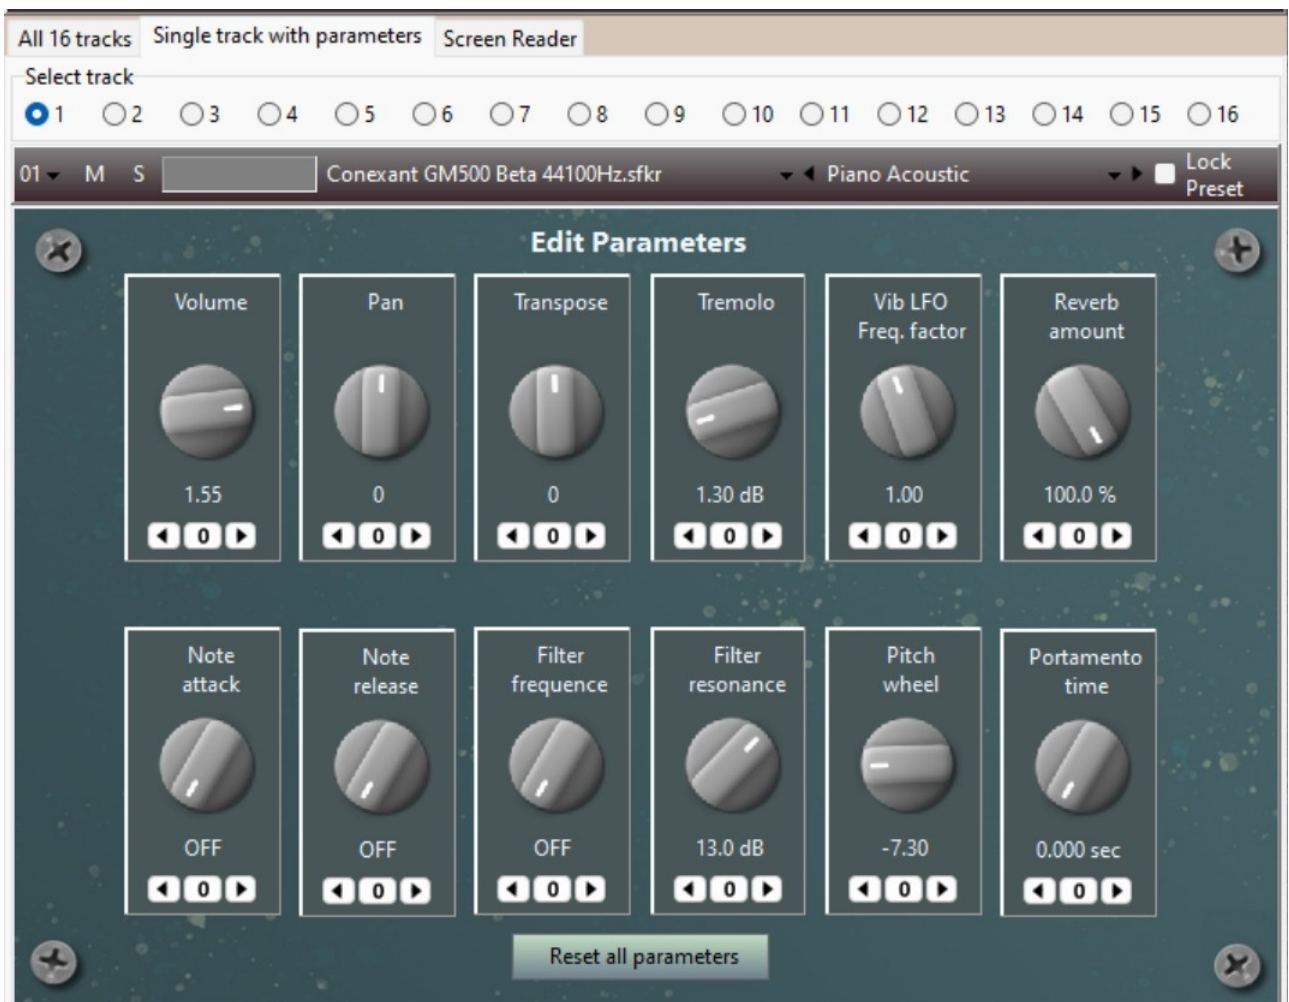 All 16 tracks Single track with parameters Screen Reader
Select track
1 2 3 4 5 6 7 8 9 10 11 12 13 14 15 16
01 M S Conexant GM500 Beta 44100Hz.sfkr Piano Acoustic Lock
Preset
Edit Parameters
Volume Pan Transpose Tremolo Vib LFO Reverb
Freq. factor amount
1.55 0 0 1.30 dB 1.00 100.0 %
0 0 0 0 0 0
Note Note Filter Filter Pitch Portamento
attack release frequence resonance wheel time
OFF OFF OFF 13.0 dB -7.30 0.000 sec
0 0 0 0 0 0
Reset all parameters